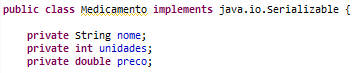 public class Medicamento implements java.io.Serializable {
private String nome;
private int unidades;
private double preco;